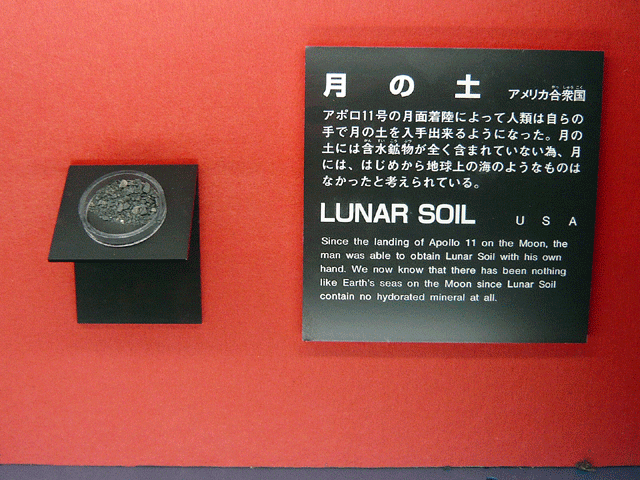 月の土 アメリカ合衆国
アポロ11号の月面着陸によって人類は自らの
手で月の土を入手出来るようになった。月の
土には含水鉱物が全く含まれていない為、月
には、はじめから地球上の海のようなものは
なかったと考えられている。
LUNAR SOIL USA
Since the landing of Apollo 11 on the Moon, the
man was able to obtain Lunar Soil with his own
hand. We now know that there has been nothing
like Earth's seas on the Moon since Lunar Soil
contain no hydorated mineral at all.